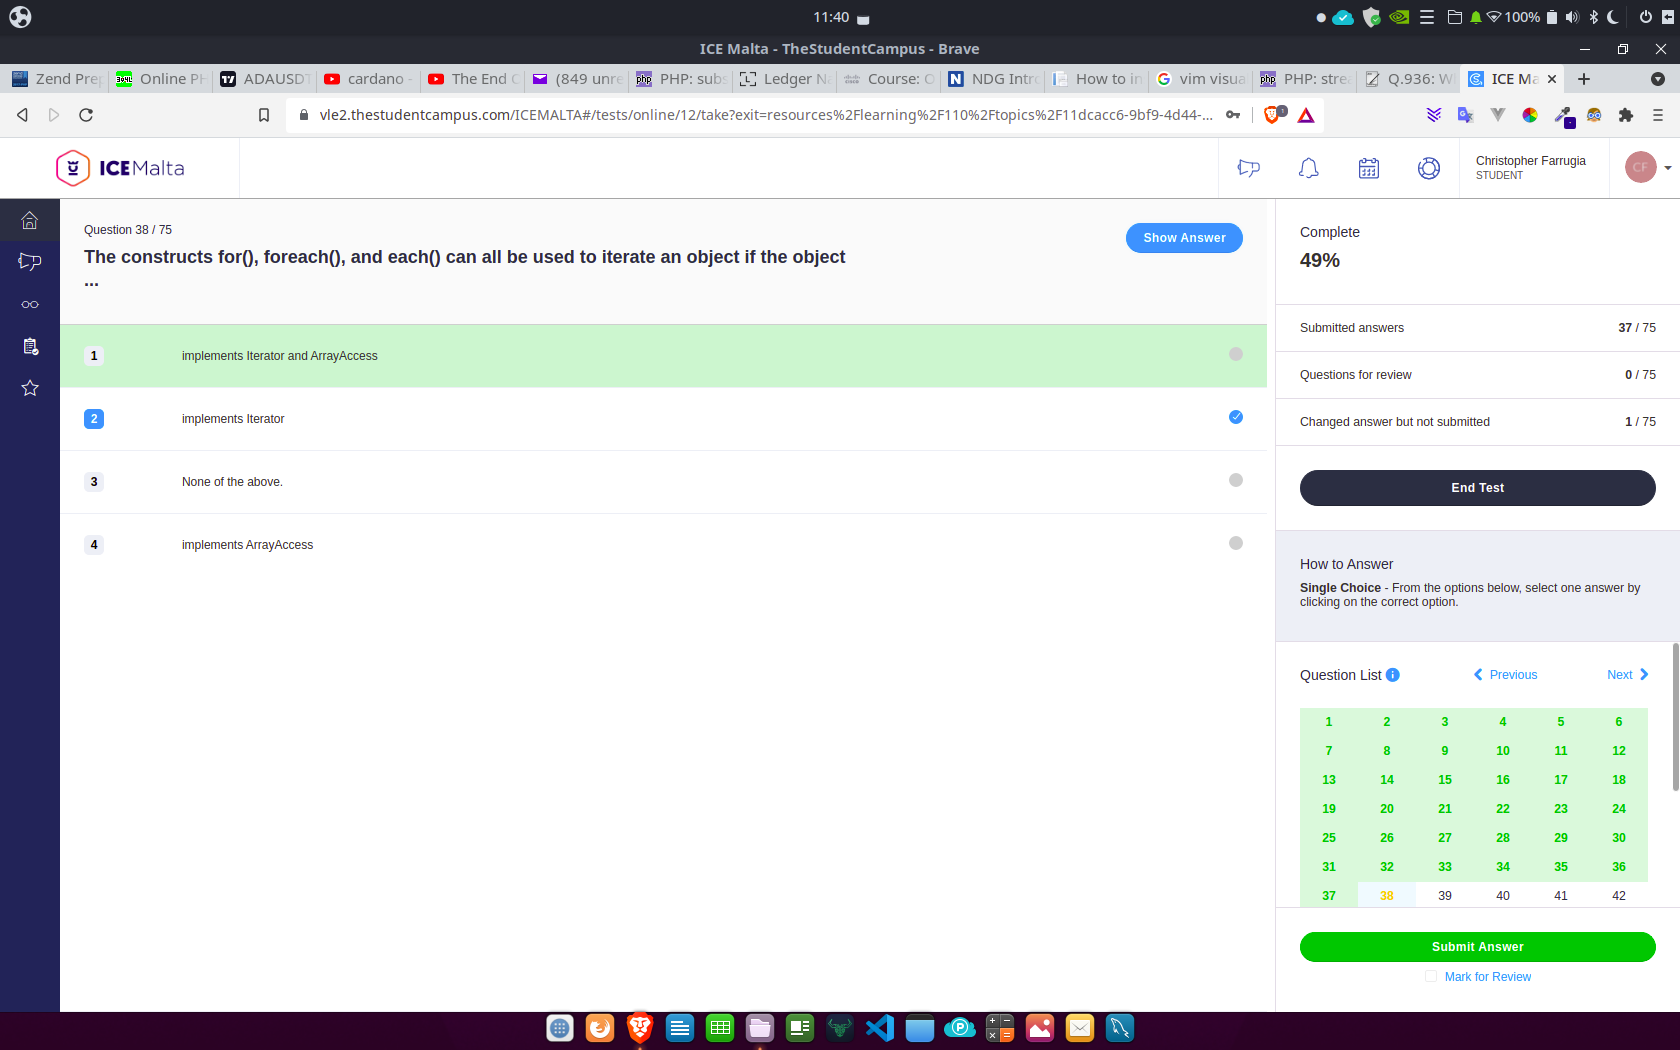 11:40
100%
ICE Malta - TheStudentCampus - Brave
Zend Prep
Online PH
ADAUSDT
cardano -
The End O
(849 unre
PHP: subs
Ledger Na
Course: O
NDG Intro
How to in
vim visua
PHP: stre
Q.936: W
ICE Ma
vle2.thestudentcampus.com/ICEMALTA#/tests/online/12/take?exit=resources%2Flearning%2F110%2Ftopics%2F11dcacc6-9bf9-4d44-...
1
ICEMalta
Christopher Farrugia
STUDENT
CF
Question 38 / 75
The constructs for(), foreach(), and each() can all be used to iterate an object if the object
...
Show Answer
1 implements Iterator and ArrayAccess
2 implements Iterator
3 None of the above.
4 implements ArrayAccess
Complete
49%
Submitted answers 37 / 75
Questions for review 0 / 75
Changed answer but not submitted 1 / 75
End Test
How to Answer
Single Choice - From the options below, select one answer by
clicking on the correct option.
Question List Previous Next
1 2 3 4 5 6
7 8 9 10 11 12
13 14 15 16 17 18
19 20 21 22 23 24
25 26 27 28 29 30
31 32 33 34 35 36
37 38 39 40 41 42
Submit Answer
Mark for Review